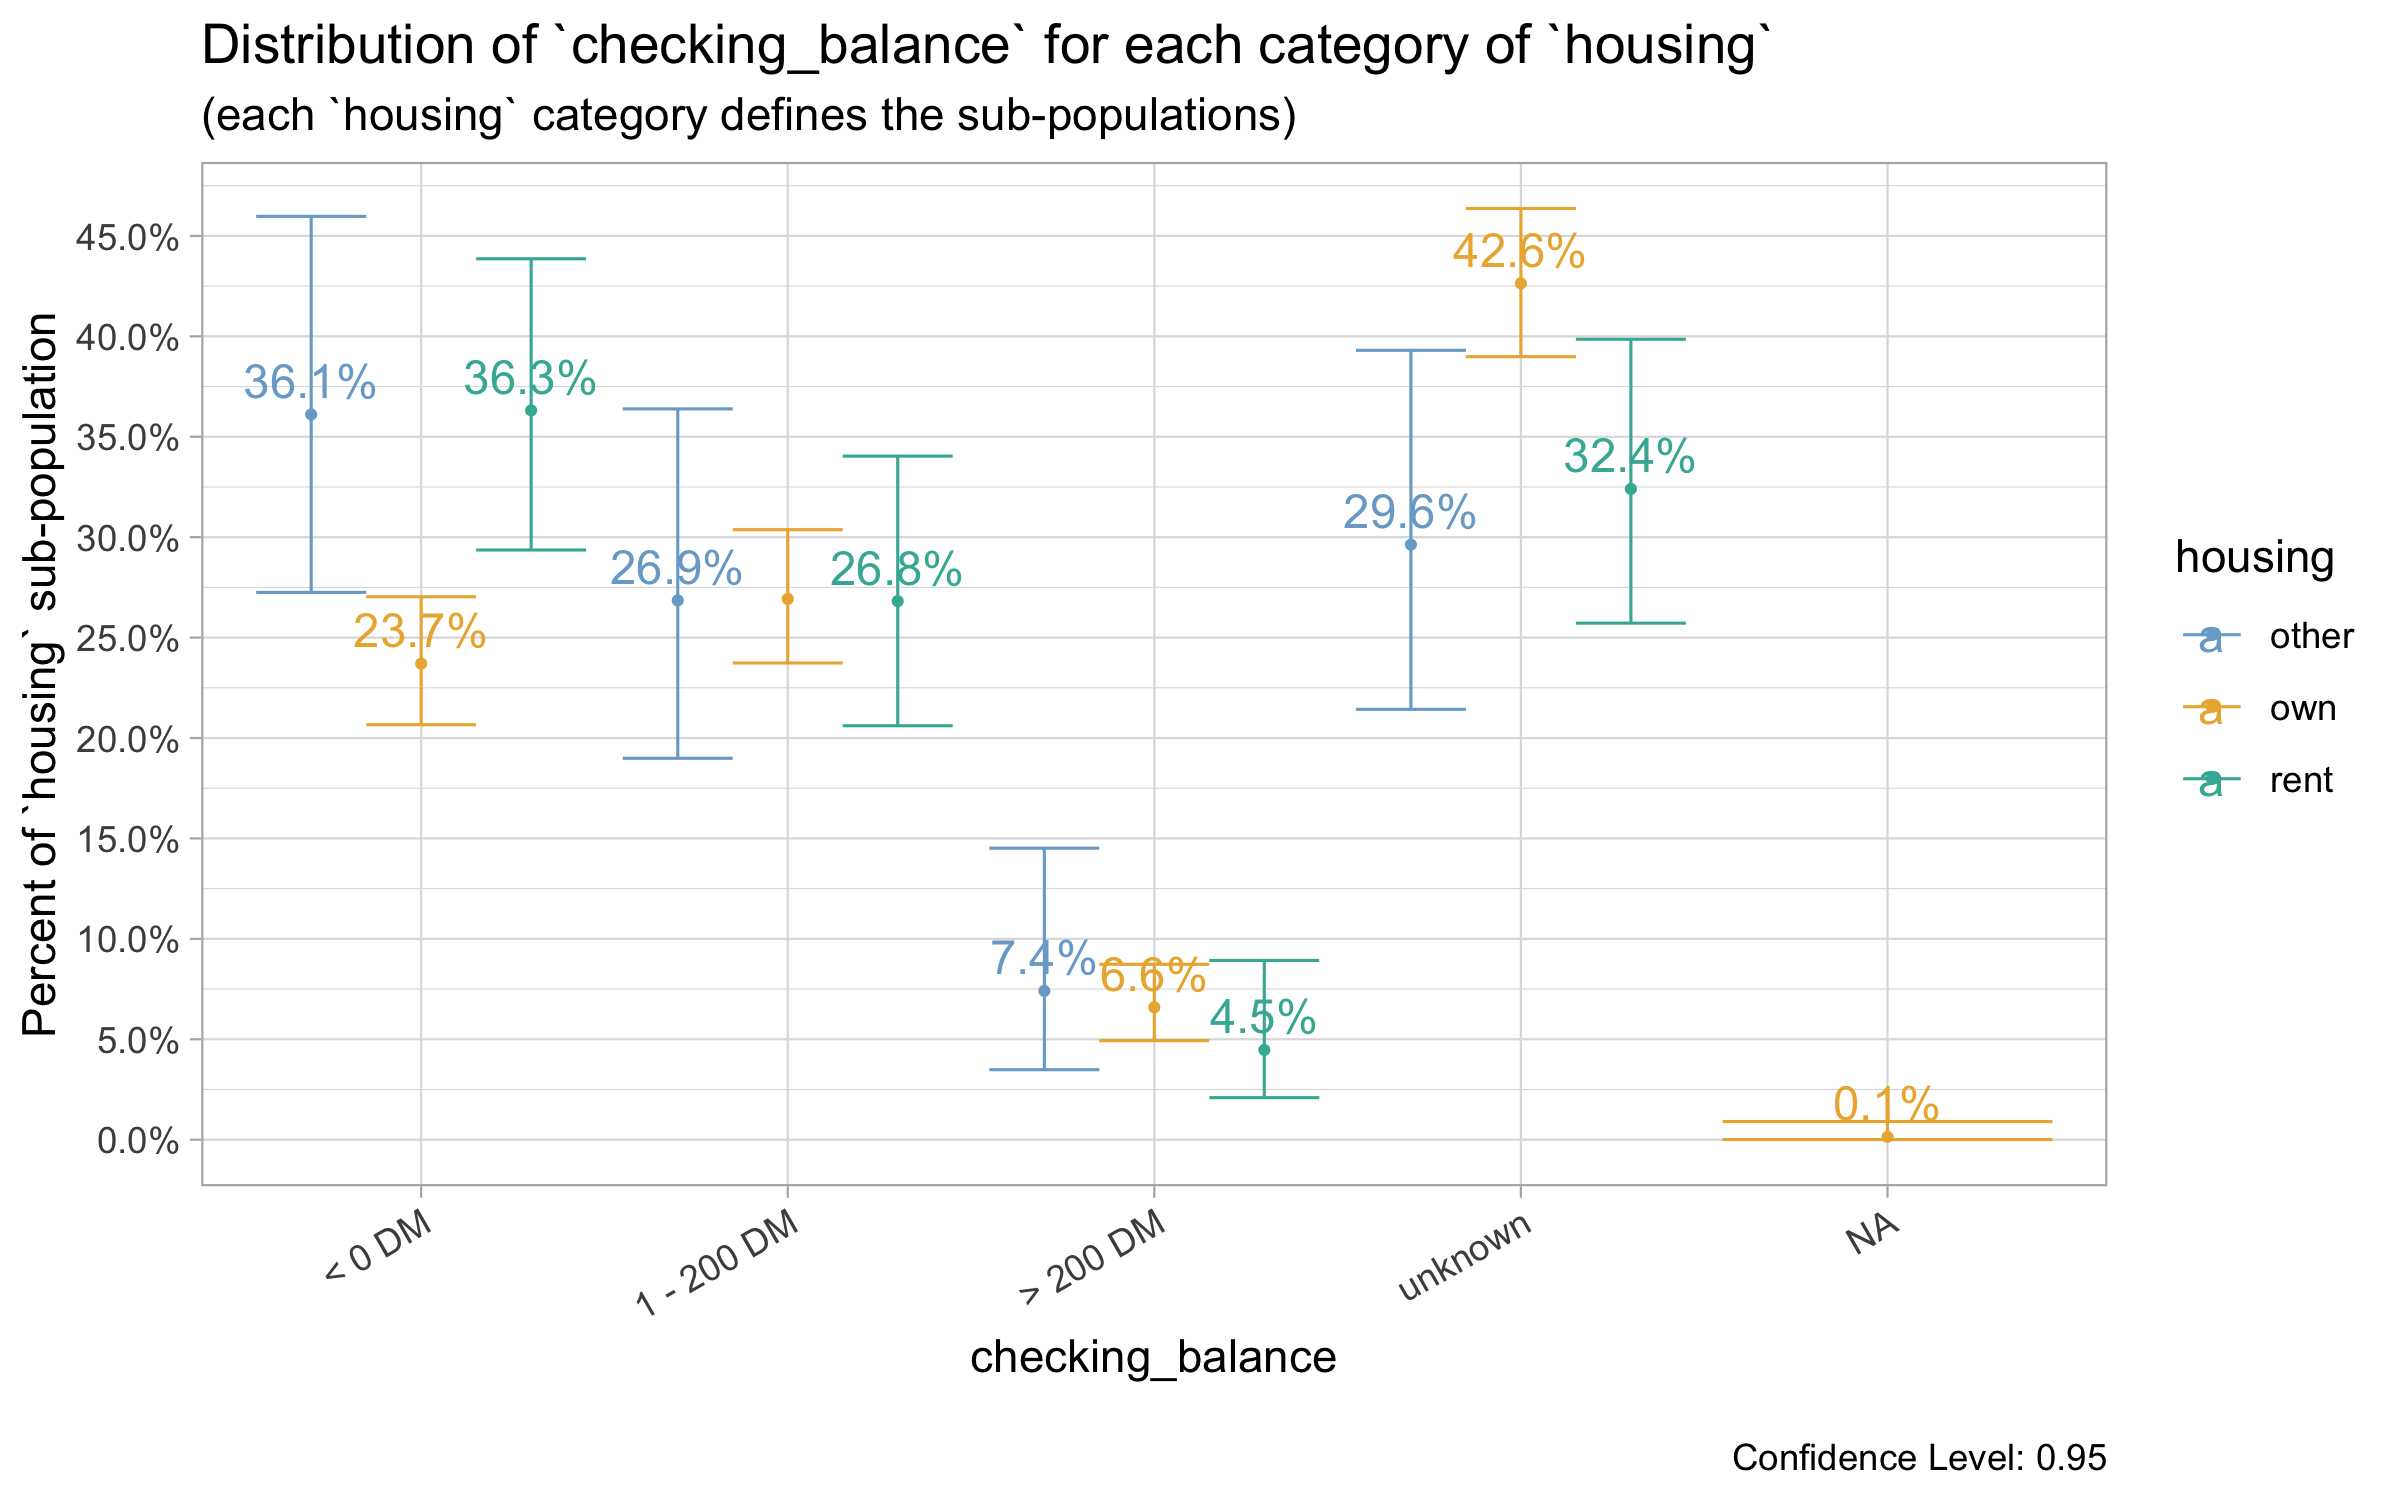 Distribution of `checking_balance` for each category of `housing`
(each `housing` category defines the sub-populations)
Percent of `housing` sub-population
45.0%
40.0%
35.0%
30.0%
25.0%
20.0%
15.0%
10.0%
5.0%
0.0%
36.1%
23.7%
36.3%
26.9%
26.8%
7.4%
6.6%
4.5%
29.6%
42.6%
32.4%
0.1%
< 0 DM
1 - 200 DM
> 200 DM
unknown
NA
checking_balance
housing
a other
a own
a rent
Confidence Level: 0.95